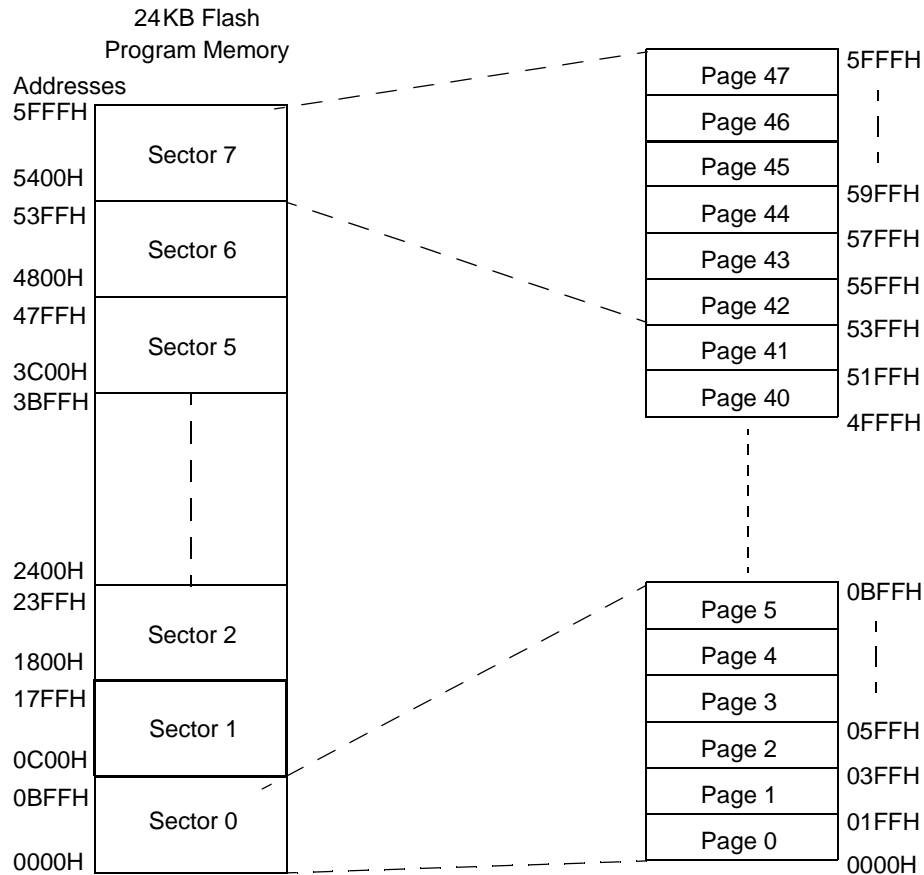 24KB Flash
Program Memory
Addresses
5FFFH
Sector 7
5400H
53FFH
Sector 6
4800H
47FFH
Sector 5
3C00H
3BFFH
2400H
23FFH
Sector 2
1800H
17FFH
Sector 1
0C00H
0BFFH
Sector 0
0000H
Page 47
5FFFH
Page 46
Page 45
59FFH
Page 44
57FFH
Page 43
55FFH
Page 42
53FFH
Page 41
51FFH
Page 40
4FFFH
Page 5
0BFFH
Page 4
Page 3
05FFH
Page 2
03FFH
Page 1
01FFH
Page 0
0000H